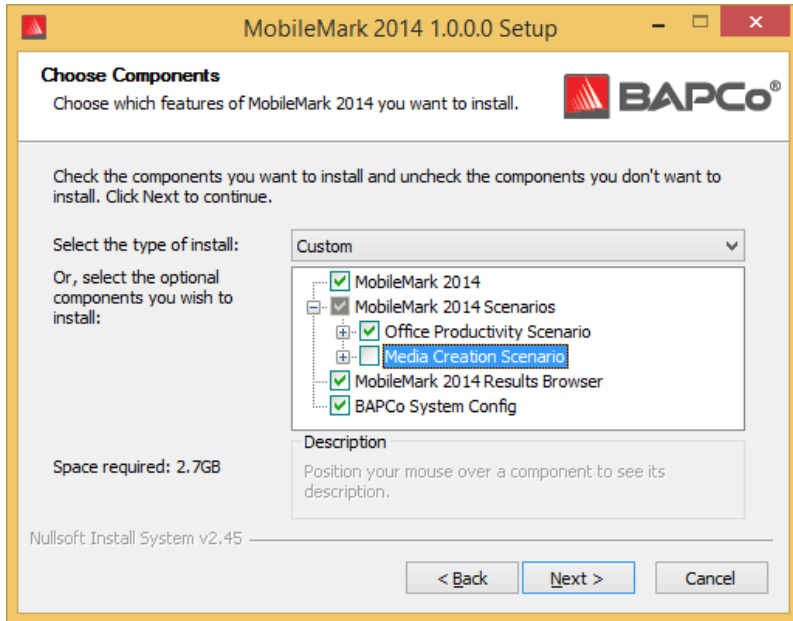 MobileMark 2014 1.0.0.0 Setup
Choose Components
Choose which features of MobileMark 2014 you want to install.
BAPCo®
Check the components you want to install and uncheck the components you don't want to
install. Click Next to continue.
Select the type of install:
Custom
Or, select the optional
components you wish to
install:
MobileMark 2014
MobileMark 2014 Scenarios
Office Productivity Scenario
Media Creation Scenario
MobileMark 2014 Results Browser
BAPCo System Config
Space required: 2.7GB
Description
Position your mouse over a component to see its
description.
Nullsoft Install System v2.45
< Back
Next >
Cancel